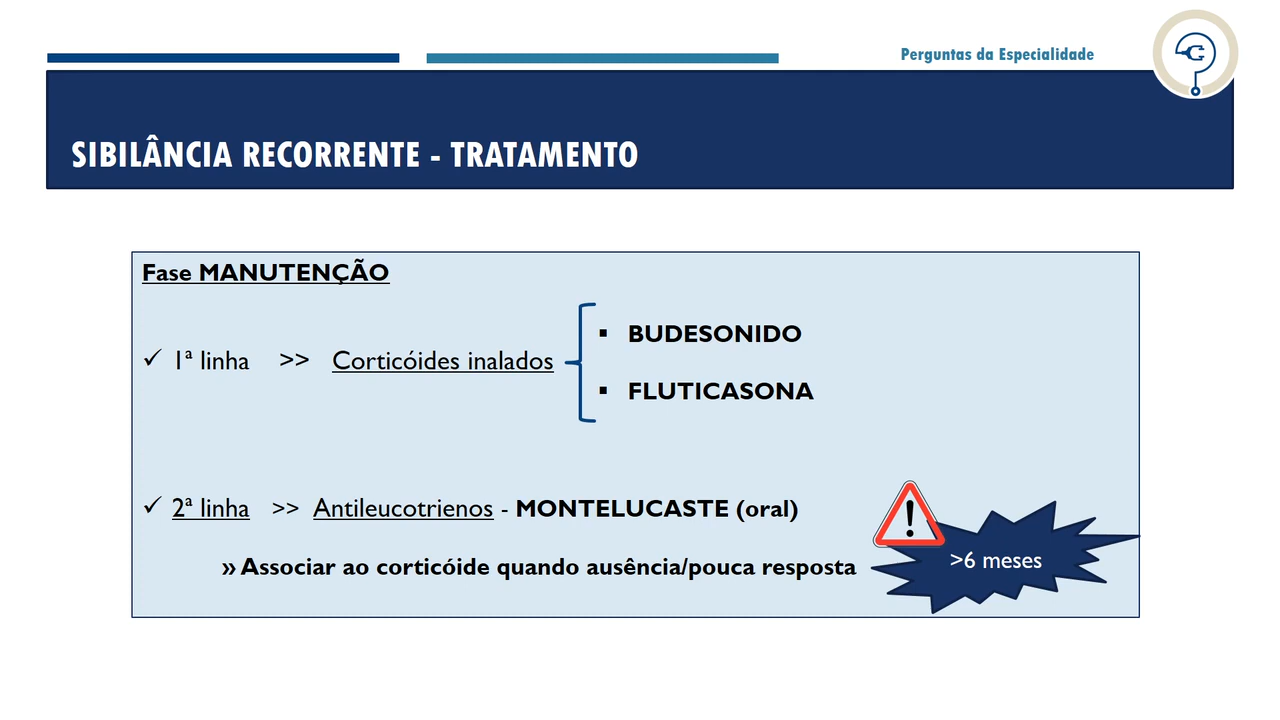 Perguntas da Especialidade
G
SIBILÂNCIA RECORRENTE - TRATAMENTO
Fase MANUTENÇÃO
▪ BUDESONIDO
✓ 1ª linha >> Corticóides inalados
▪ FLUTICASONA
✓ 2ª linha >> Antileucotrienos - MONTELUCASTE (oral)
» Associar ao corticóide quando ausência/pouca resposta
>6 meses